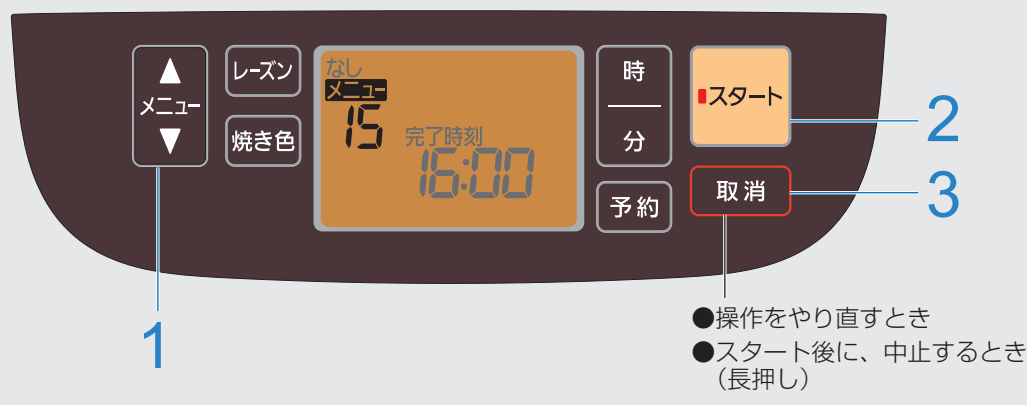 ▲
メニュー
▼
レーズン
焼き色
なし
メニュー
15
完了時刻
16:00
時
分
予約
スタート
取消
1
2
3
●操作をやり直すとき
●スタート後に、中止するとき
（長押し）